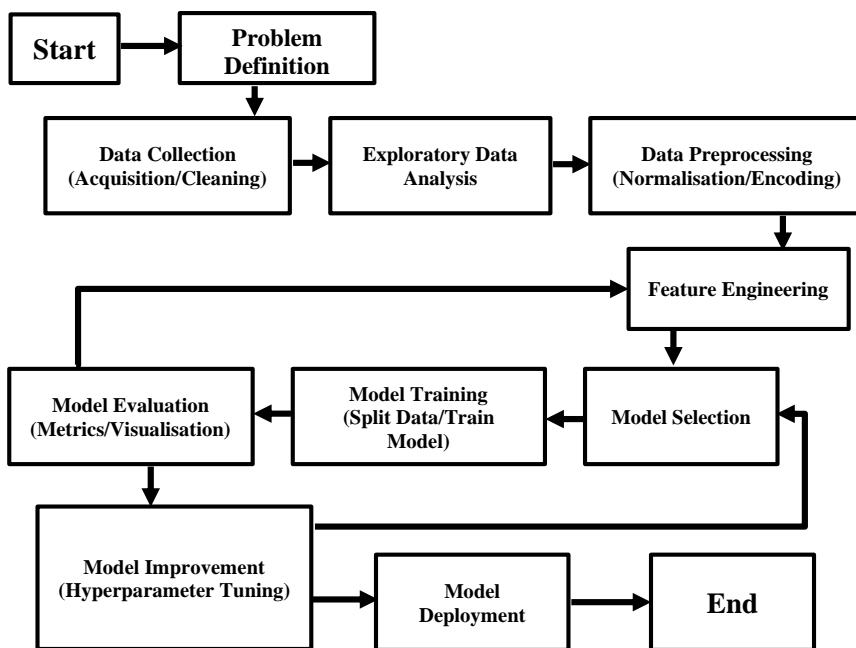 Start
Problem
Definition
Data Collection
(Acquisition/Cleaning)
Exploratory Data
Analysis
Data Preprocessing
(Normalisation/Encoding)
Feature Engineering
Model Evaluation
(Metrics/Visualisation)
Model Training
(Split Data/Train
Model)
Model Selection
Model Improvement
(Hyperparameter Tuning)
Model
Deployment
End